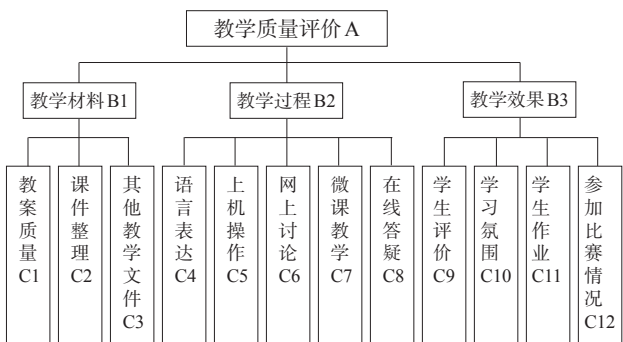 教学质量评价A
教学材料B1
教学过程B2
教学效果B3
教案质量C1
课件整理C2
其他教学文件C3
语言表达C4
上机操作C5
网上讨论C6
微课教学C7
在线答疑C8
学生评价C9
学习氛围C10
学生作业C11
参加比赛情况C12